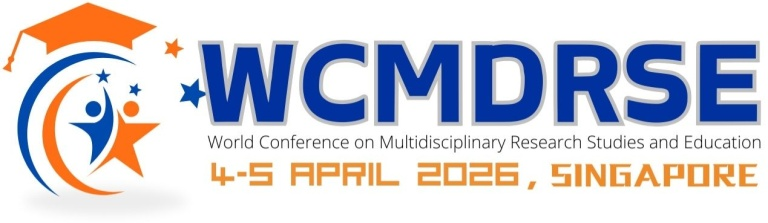 WCMDRSE
World Conference on Multidisciplinary Research Studies and Education
4-5 APRIL 2026, SINGAPORE